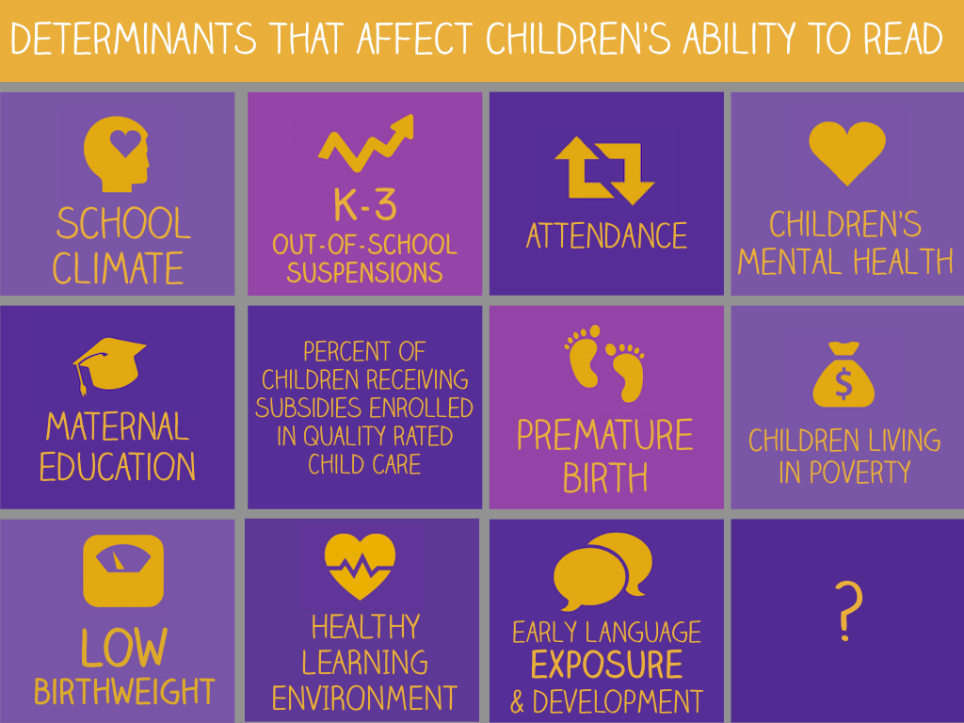 DETERMINANTS THAT AFFECT CHILDREN'S ABILITY TO READ
SCHOOL
CLIMATE
K-3
OUT-OF-SCHOOL
SUSPENSIONS
ATTENDANCE
CHILDREN'S
MENTAL HEALTH
MATERNAL
EDUCATION
PERCENT OF
CHILDREN RECEIVING
SUBSIDIES ENROLLED
IN QUALITY RATED
CHILD CARE
PREMATURE
BIRTH
$
CHILDREN LIVING
IN POVERTY
LOW
BIRTHWEIGHT
HEALTHY
LEARNING
ENVIRONMENT
EARLY LANGUAGE
EXPOSURE
& DEVELOPMENT
?